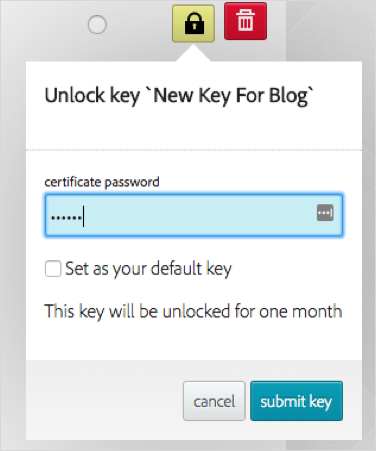 Unlock key `New Key For Blog`
certificate password
••••••
Set as your default key
This key will be unlocked for one month
cancel
submit key